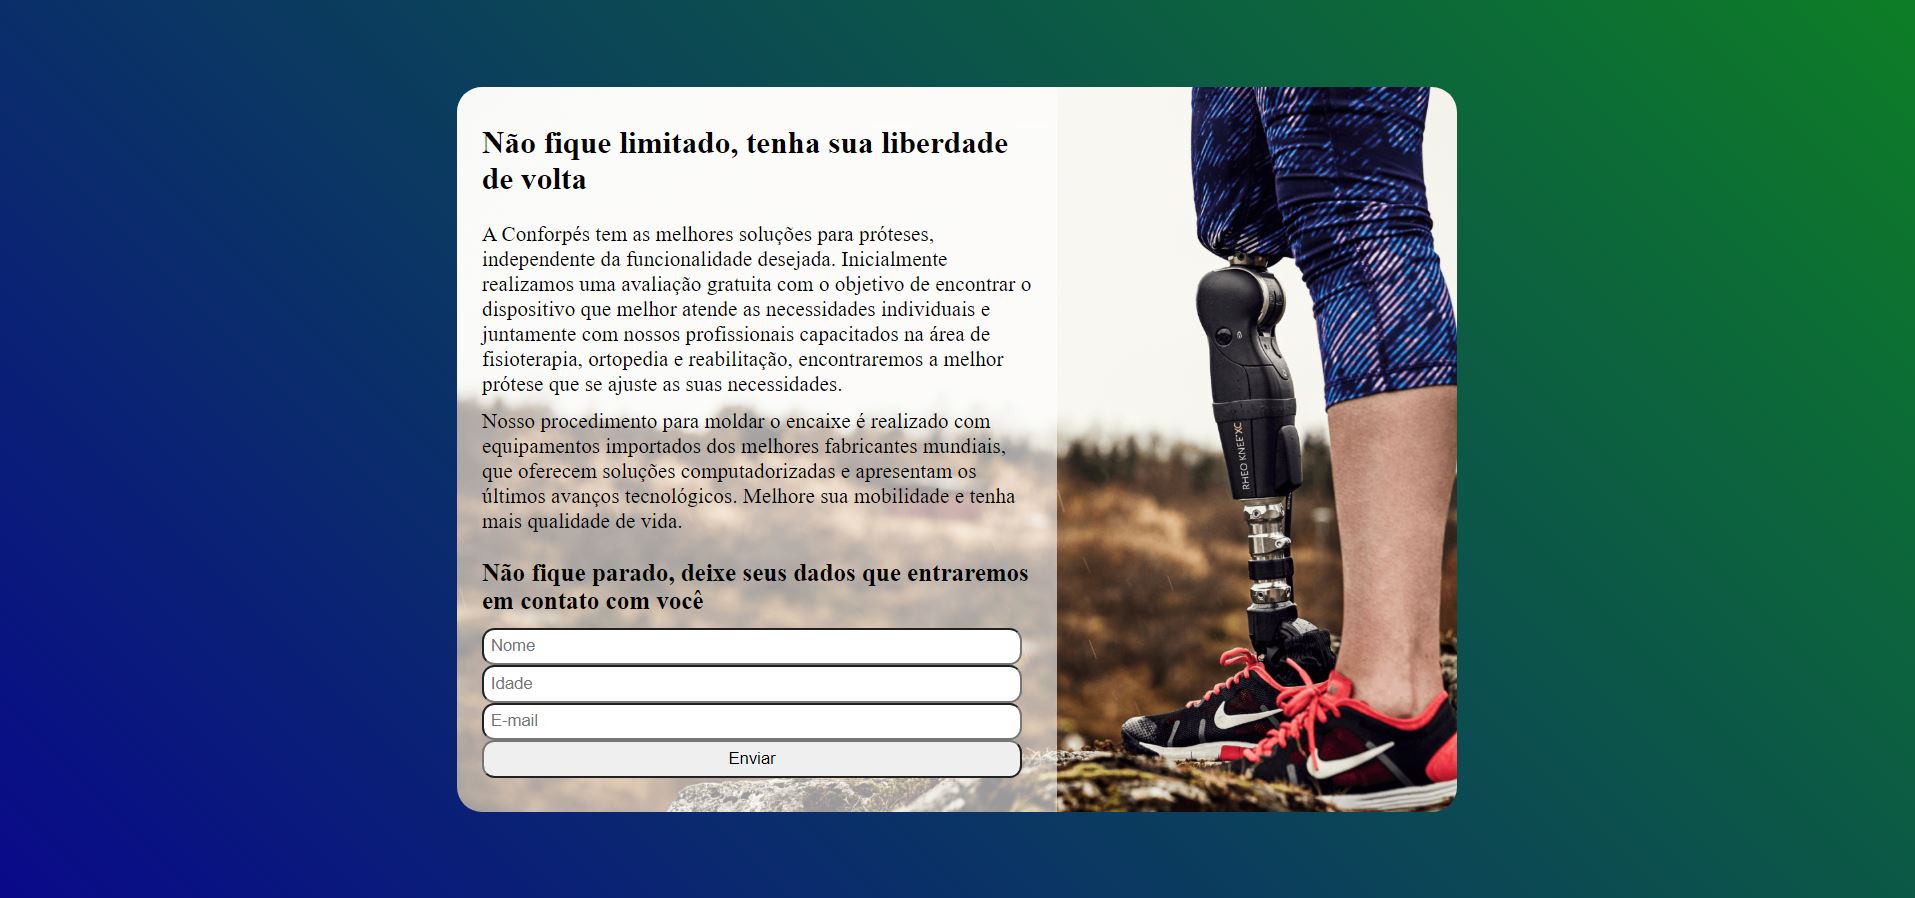 Não fique limitado, tenha sua liberdade
de volta
A Conforpés tem as melhores soluções para próteses,
independente da funcionalidade desejada. Inicialmente
realizamos uma avaliação gratuita com o objetivo de encontrar o
dispositivo que melhor atende as necessidades individuais e
juntamente com nossos profissionais capacitados na área de
fisioterapia, ortopedia e reabilitação, encontraremos a melhor
prótese que se ajuste as suas necessidades.
Nosso procedimento para moldar o encaixe é realizado com
equipamentos importados dos melhores fabricantes mundiais,
que oferecem soluções computadorizadas e apresentam os
últimos avanços tecnológicos. Melhore sua mobilidade e tenha
mais qualidade de vida.
Não fique parado, deixe seus dados que entraremos
em contato com você
Nome
Idade
E-mail
Enviar
RHEO KNEE XC